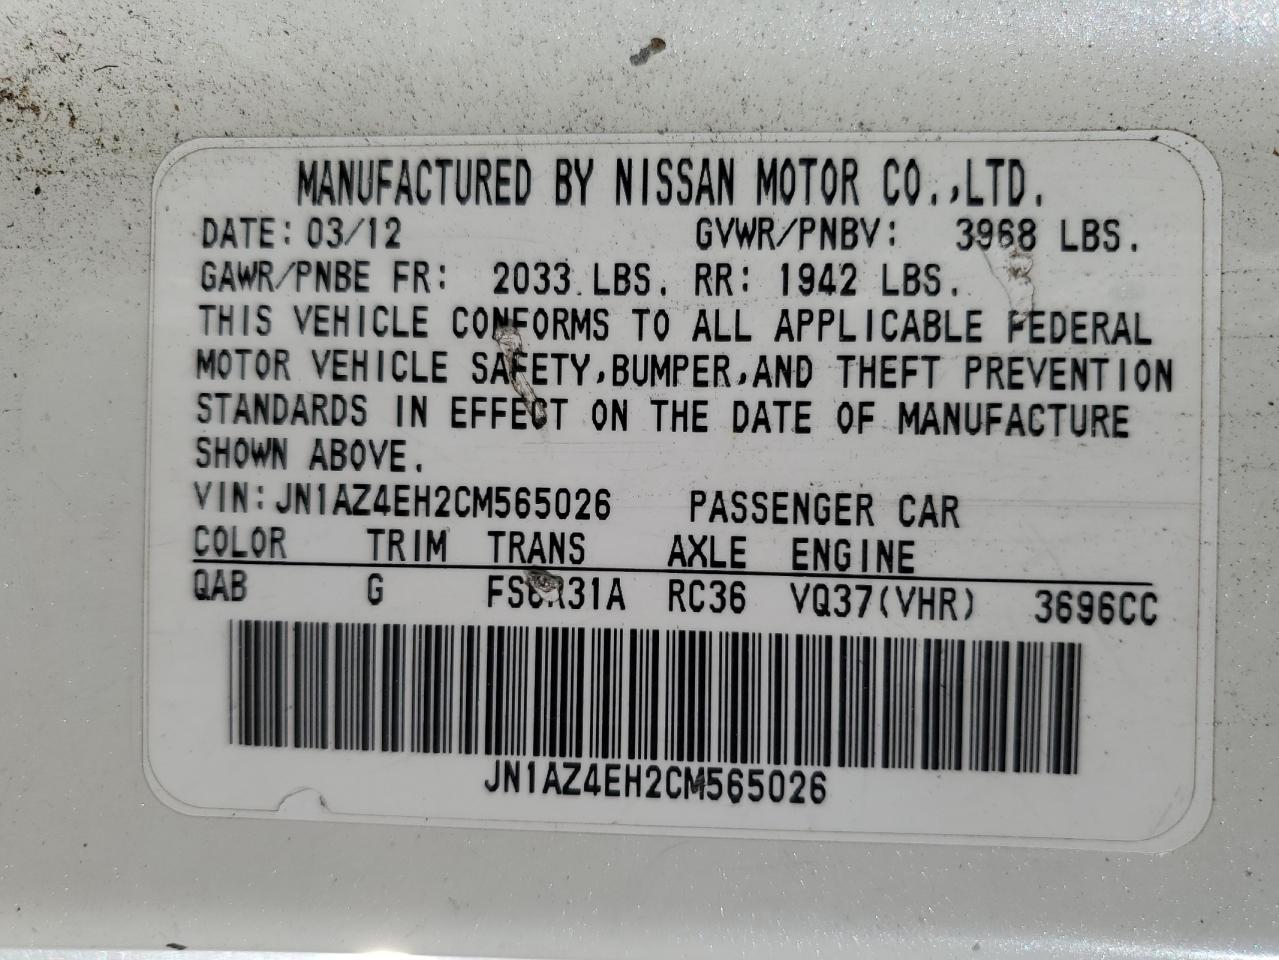 MANUFACTURED BY NISSAN MOTOR CO.,LTD.
DATE: 03/12 GVWR/PNBV: 3968 LBS.
GAWR/PNBE FR: 2033 LBS. RR: 1942 LBS.
THIS VEHICLE CONFORMS TO ALL APPLICABLE FEDERAL
MOTOR VEHICLE SAFETY,BUMPER,AND THEFT PREVENTION
STANDARDS IN EFFECT ON THE DATE OF MANUFACTURE
SHOWN ABOVE.
VIN:JN1AZ4EH2CM565026 PASSENGER CAR
COLOR TRIM TRANS AXLE ENGINE
QAB G FS6R31A RC36 VQ37(VHR) 3696CC
JN1AZ4EH2CM565026